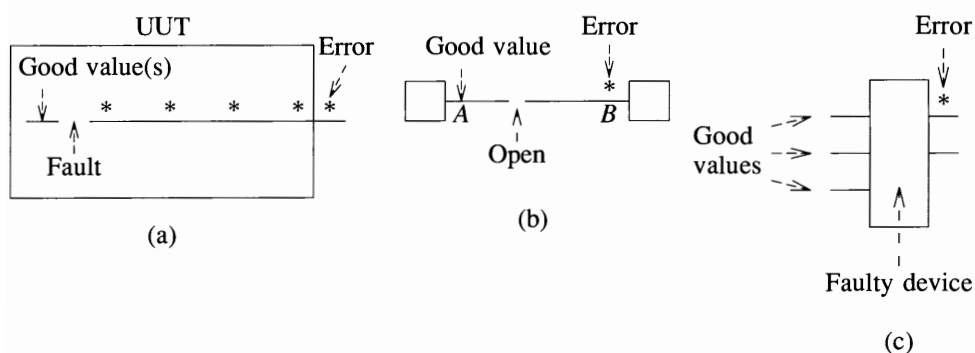 UUT
Good value(s)
Error
* * * * *
Fault
(a)
Error
Good value
*
A
B
Open
(b)
Error
*
Good
values
Faulty device
(c)